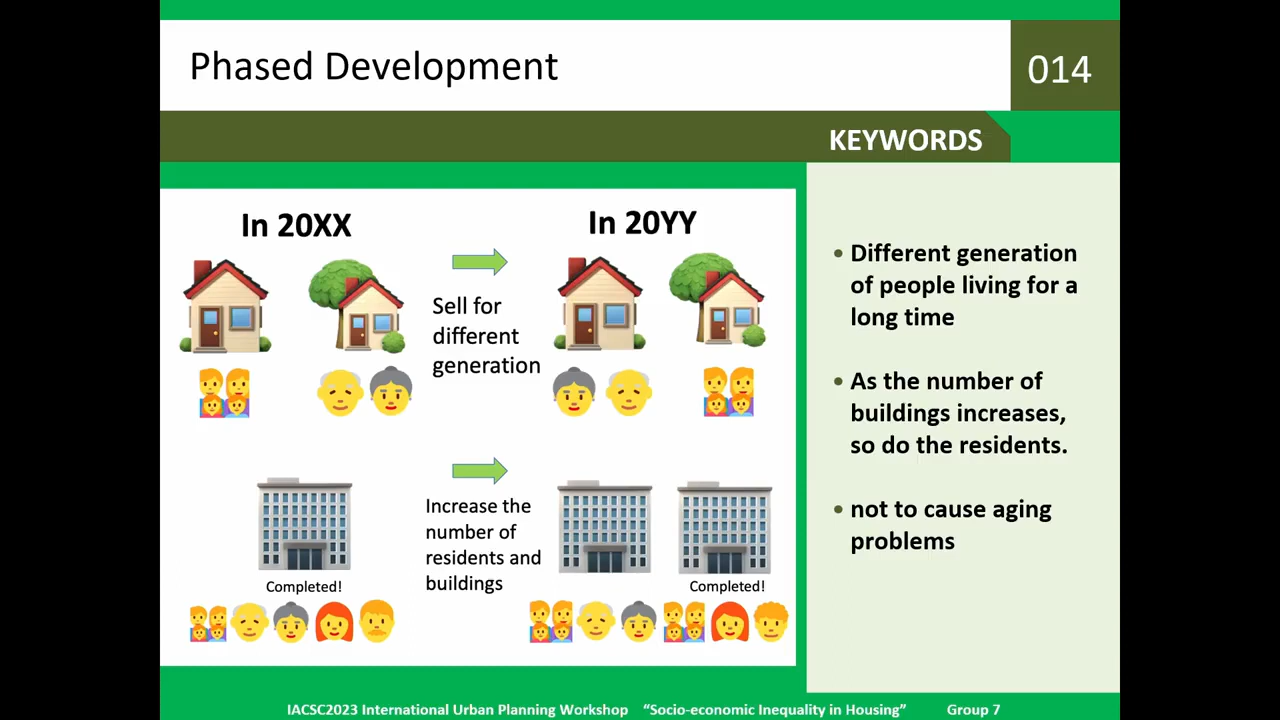 Phased Development
014
KEYWORDS
In 20XX
In 20YY
Sell for
different
generation
Increase the
number of
residents and
buildings
Completed!
Completed!
• Different generation
of people living for a
long time
• As the number of
buildings increases,
so do the residents.
• not to cause aging
problems
IACSC2023 International Urban Planning Workshop “Socio-economic Inequality in Housing” Group 7